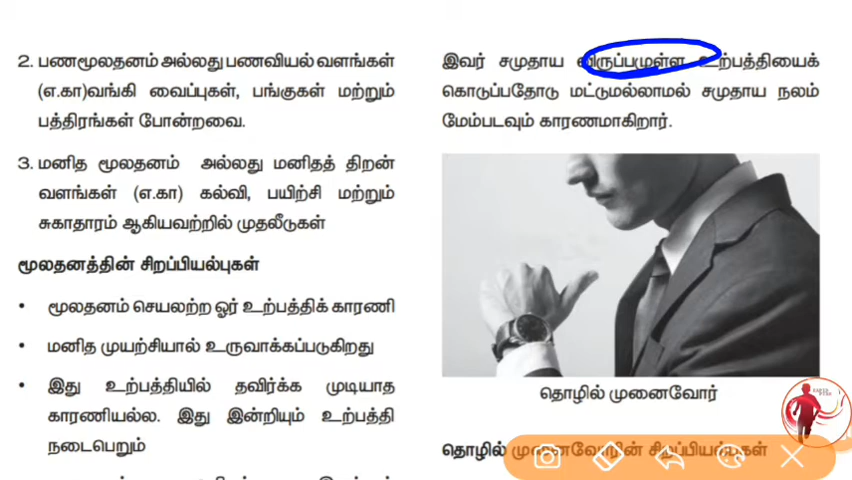 2. பணமூலதனம் அல்லது பணவியல் வளங்கள்
(எ.கா)வங்கி வைப்புகள், பங்குகள் மற்றும்
பத்திரங்கள் போன்றவை.
3. மனித மூலதனம் அல்லது மனிதத் திறன்
வளங்கள் (எ.கா) கல்வி, பயிற்சி மற்றும்
சுகாதாரம் ஆகியவற்றில் முதலீடுகள்
மூலதனத்தின் சிறப்பியல்புகள்
• மூலதனம் செயலற்ற ஓர் உற்பத்திக் காரணி
• மனித முயற்சியால் உருவாக்கப்படுகிறது
• இது உற்பத்தியில் தவிர்க்க முடியாத
காரணியல்ல. இது இன்றியும் உற்பத்தி
நடைபெறும்
இவர் சமுதாய விருப்பமுள்ள உற்பத்தியைக்
கொடுப்பதோடு மட்டுமல்லாமல் சமுதாய நலம்
மேம்படவும் காரணமாகிறார்.
தொழில் முனைவோர்
தொழில் முனைவோரின் சிறப்பியல்புகள்